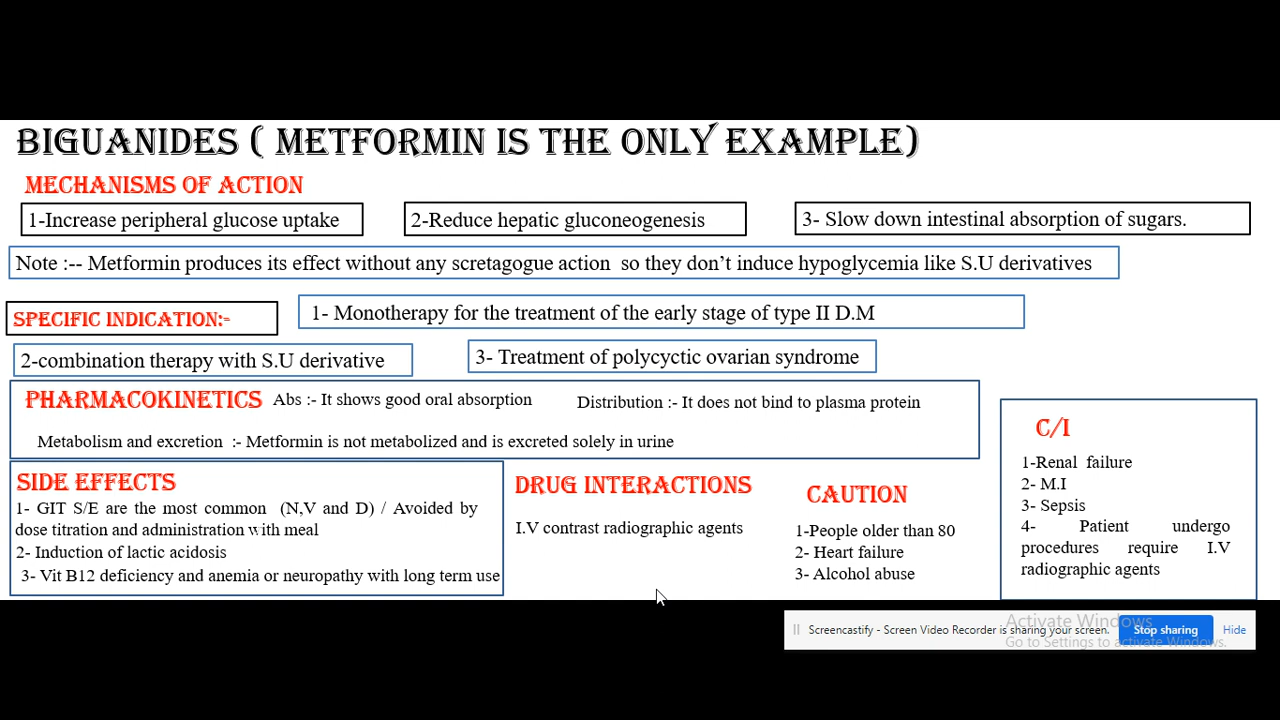 BIGUANIDES ( METFORMIN IS THE ONLY EXAMPLE)
MECHANISMS OF ACTION
1-Increase peripheral glucose uptake
2-Reduce hepatic gluconeogenesis
3- Slow down intestinal absorption of sugars.
Note :-- Metformin produces its effect without any scretagogue action so they don't induce hypoglycemia like S.U derivatives
SPECIFIC INDICATION:-
1- Monotherapy for the treatment of the early stage of type II D.M
2-combination therapy with S.U derivative
3- Treatment of polycyctic ovarian syndrome
PHARMACOKINETICS
Abs :- It shows good oral absorption
Distribution :- It does not bind to plasma protein
Metabolism and excretion :- Metformin is not metabolized and is excreted solely in urine
SIDE EFFECTS
1- GIT S/E are the most common (N,V and D) / Avoided by
dose titration and administration with meal
2- Induction of lactic acidosis
3- Vit B12 deficiency and anemia or neuropathy with long term use
DRUG INTERACTIONS
I.V contrast radiographic agents
CAUTION
1-People older than 80
2- Heart failure
3- Alcohol abuse
C/I
1-Renal failure
2- M.I
3- Sepsis
4- Patient undergo
procedures require I.V
radiographic agents
Screencastify - Screen Video Recorder is sharing your screen.
Stop sharing
Hide
Activate Windows
Go to Settings to activate Windows.